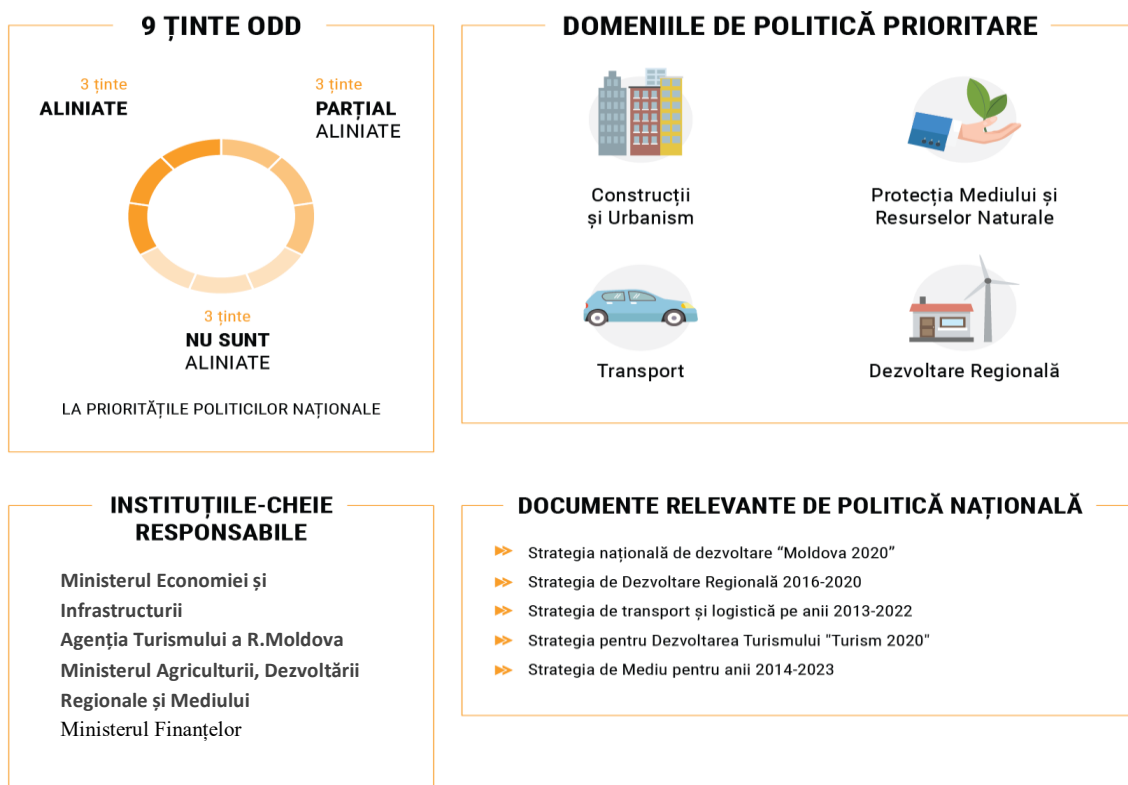 9 ȚINTE ODD
3 ținte
ALINIATE
3 ținte
PARȚIAL
ALINIATE
3 ținte
NU SUNT
ALINIATE
LA PRIORITĂȚILE POLITICILOR NAȚIONALE
DOMENIILE DE POLITICĂ PRIORITARE
Construcții
și Urbanism
Protecția Mediului și
Resurselor Naturale
Transport
Dezvoltare Regională
INSTITUȚIILE-CHEIE
RESPONSABILE
Ministerul Economiei și
Infrastructurii
Agenția Turismului a R.Moldova
Ministerul Agriculturii, Dezvoltării
Regionale și Mediului
Ministerul Finanțelor
DOCUMENTE RELEVANTE DE POLITICĂ NAȚIONALĂ
Strategia națională de dezvoltare “Moldova 2020”
Strategia de Dezvoltare Regională 2016-2020
Strategia de transport și logistică pe anii 2013-2022
Strategia pentru Dezvoltarea Turismului "Turism 2020"
Strategia de Mediu pentru anii 2014-2023